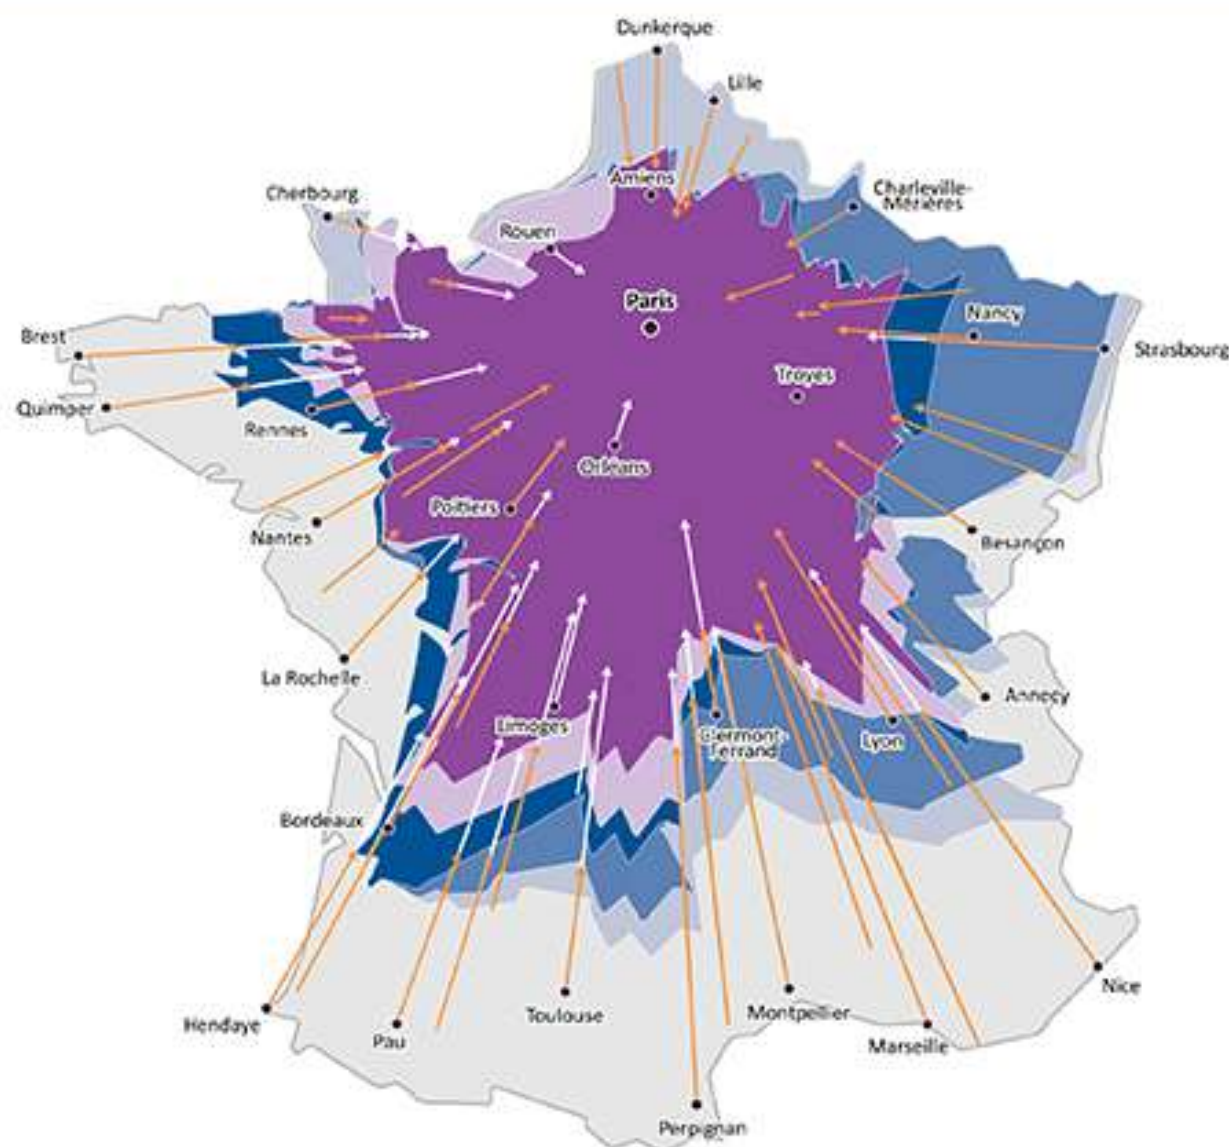 Dunkerque
Lille
Amiens
Charleville-
Mézières
Cherbourg
Rouen
Paris
Nancy
Brest
Strasbourg
Troyes
Quimper
Rennes
Orléans
Poitiers
Nantes
Besançon
La Rochelle
Annecy
Limoges
Clermont-
Ferrand
Lyon
Bordeaux
Nice
Hendaye
Toulouse
Montpellier
Pau
Marseille
Perpignan